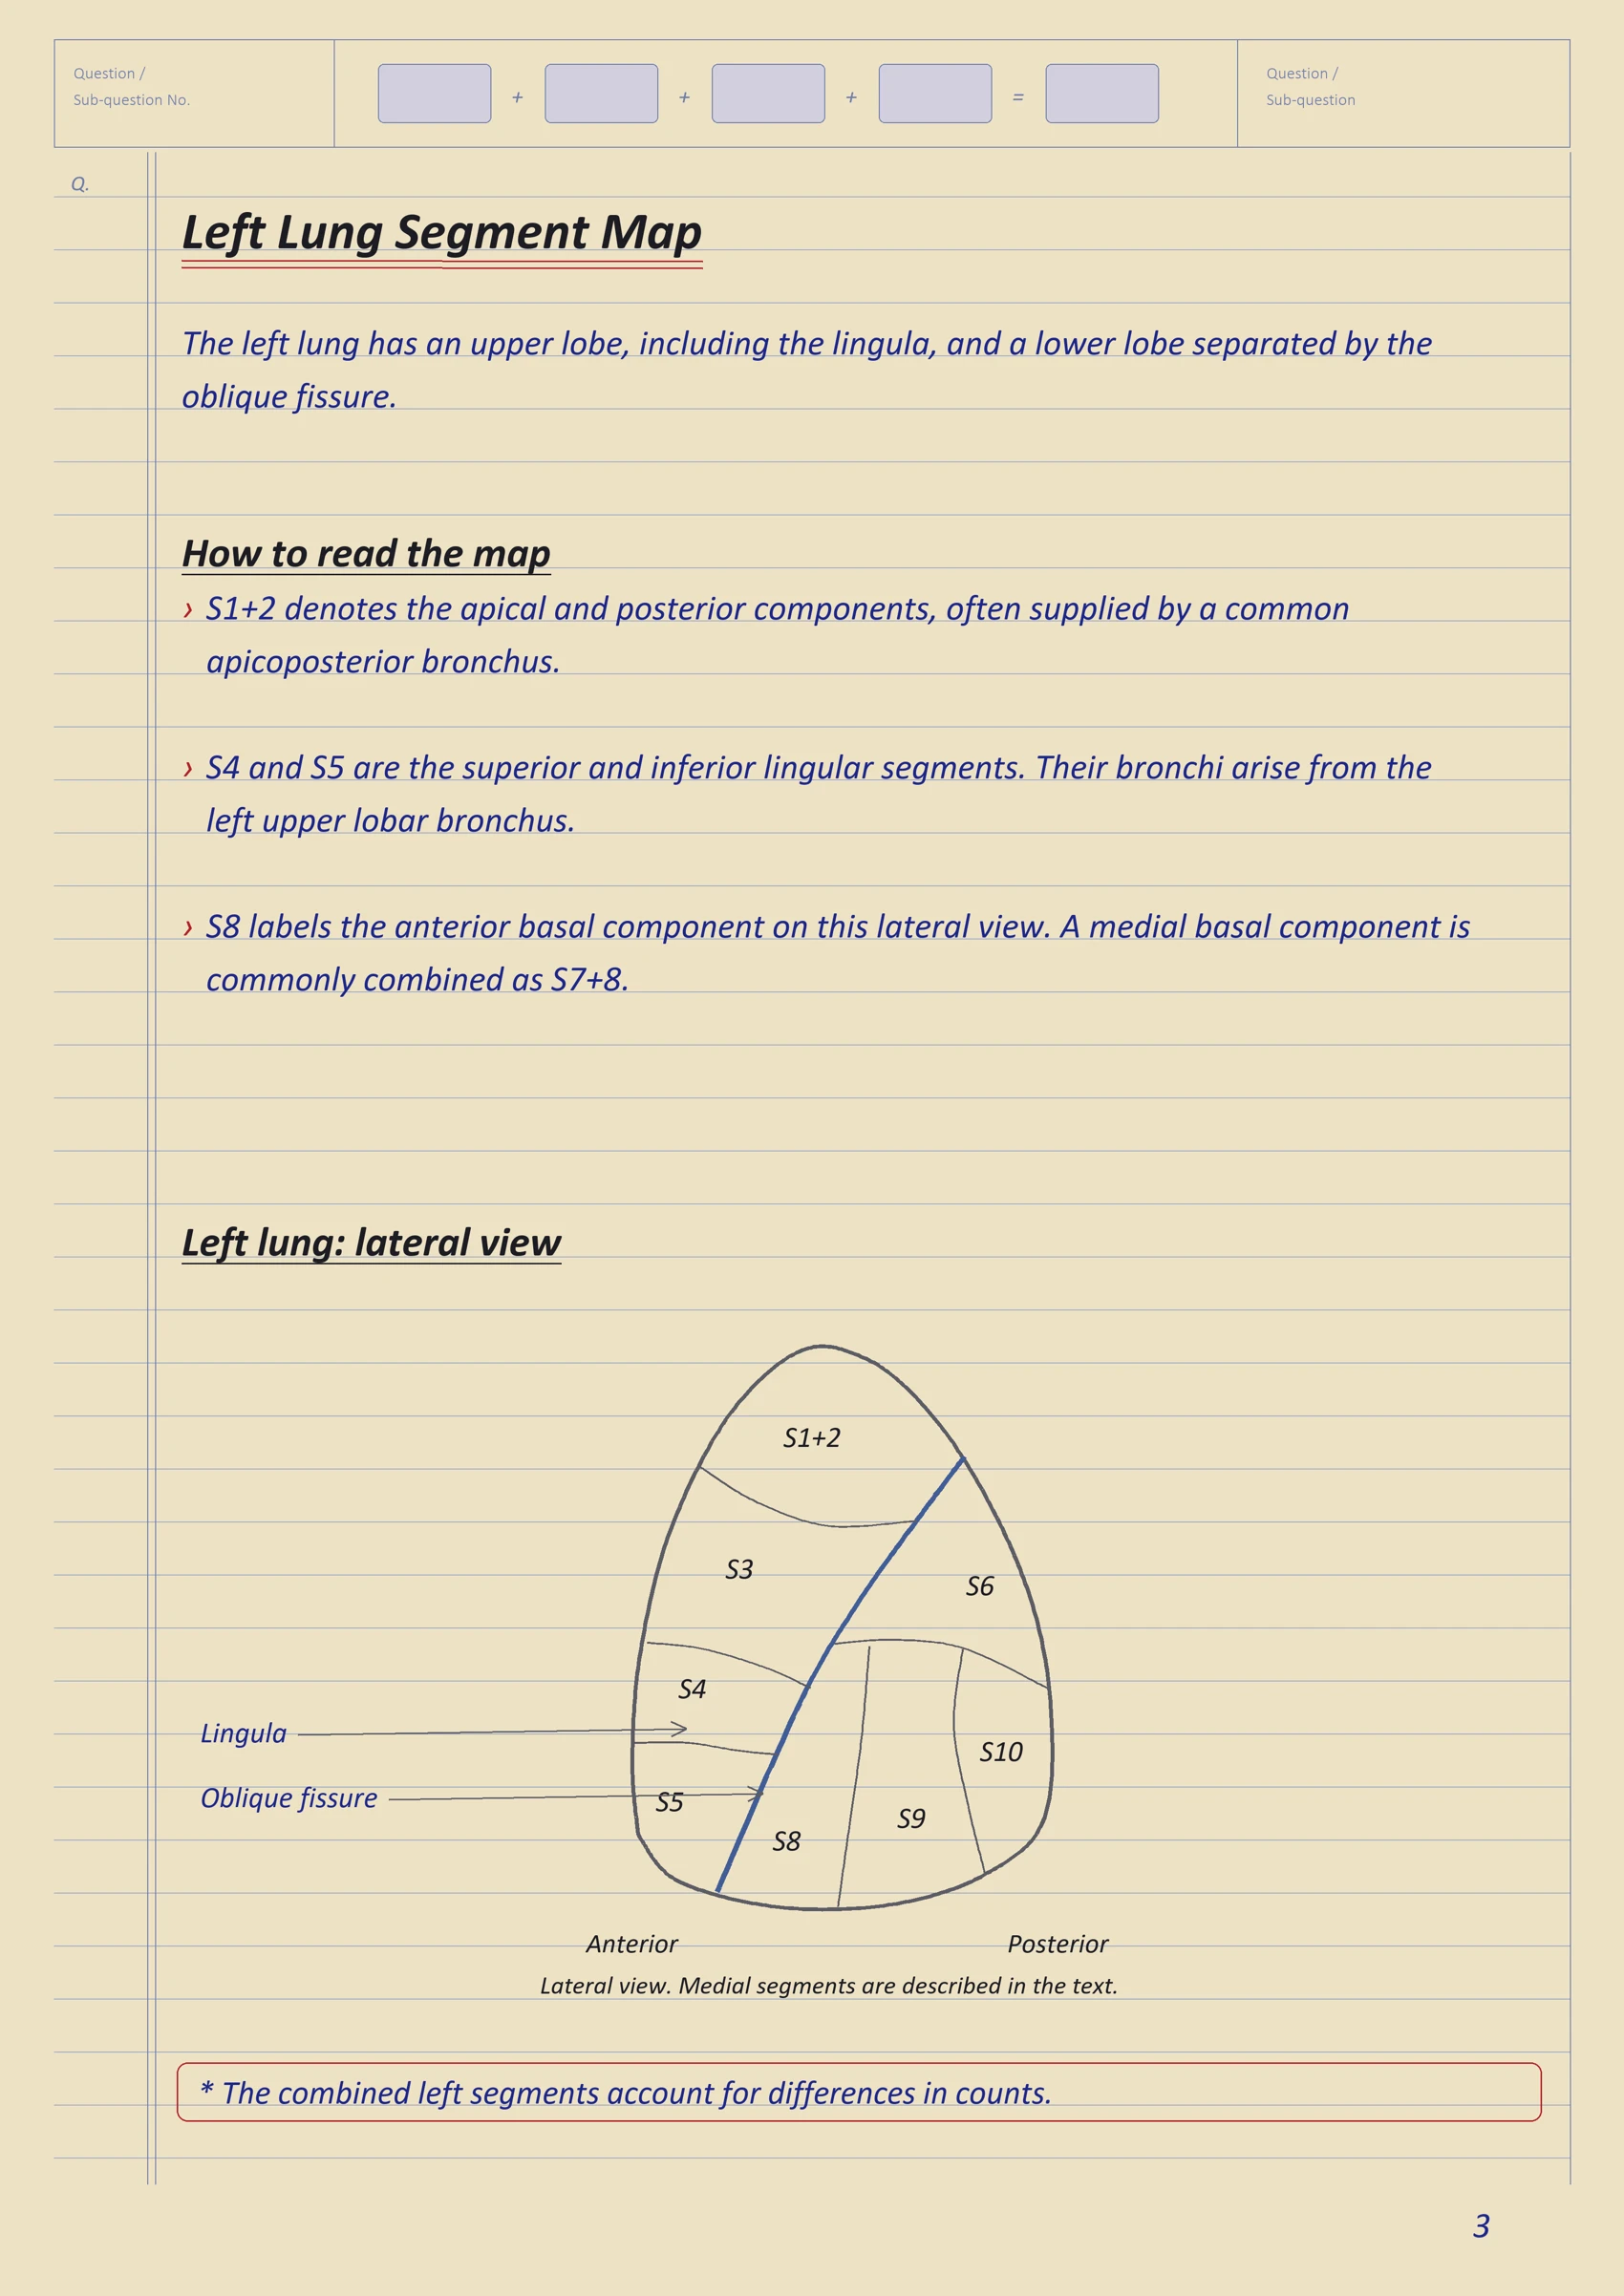 Question /
Sub-question No.
+ + + =
Question /
Sub-question
Q.
Left Lung Segment Map
The left lung has an upper lobe, including the lingula, and a lower lobe separated by the
oblique fissure.
How to read the map
› S1+2 denotes the apical and posterior components, often supplied by a common
apicoposterior bronchus.
› S4 and S5 are the superior and inferior lingular segments. Their bronchi arise from the
left upper lobar bronchus.
› S8 labels the anterior basal component on this lateral view. A medial basal component is
commonly combined as S7+8.
Left lung: lateral view
S1+2
S3
S6
S4
Lingula
S10
Oblique fissure
S5
S9
S8
Anterior
Posterior
Lateral view. Medial segments are described in the text.
* The combined left segments account for differences in counts.
3